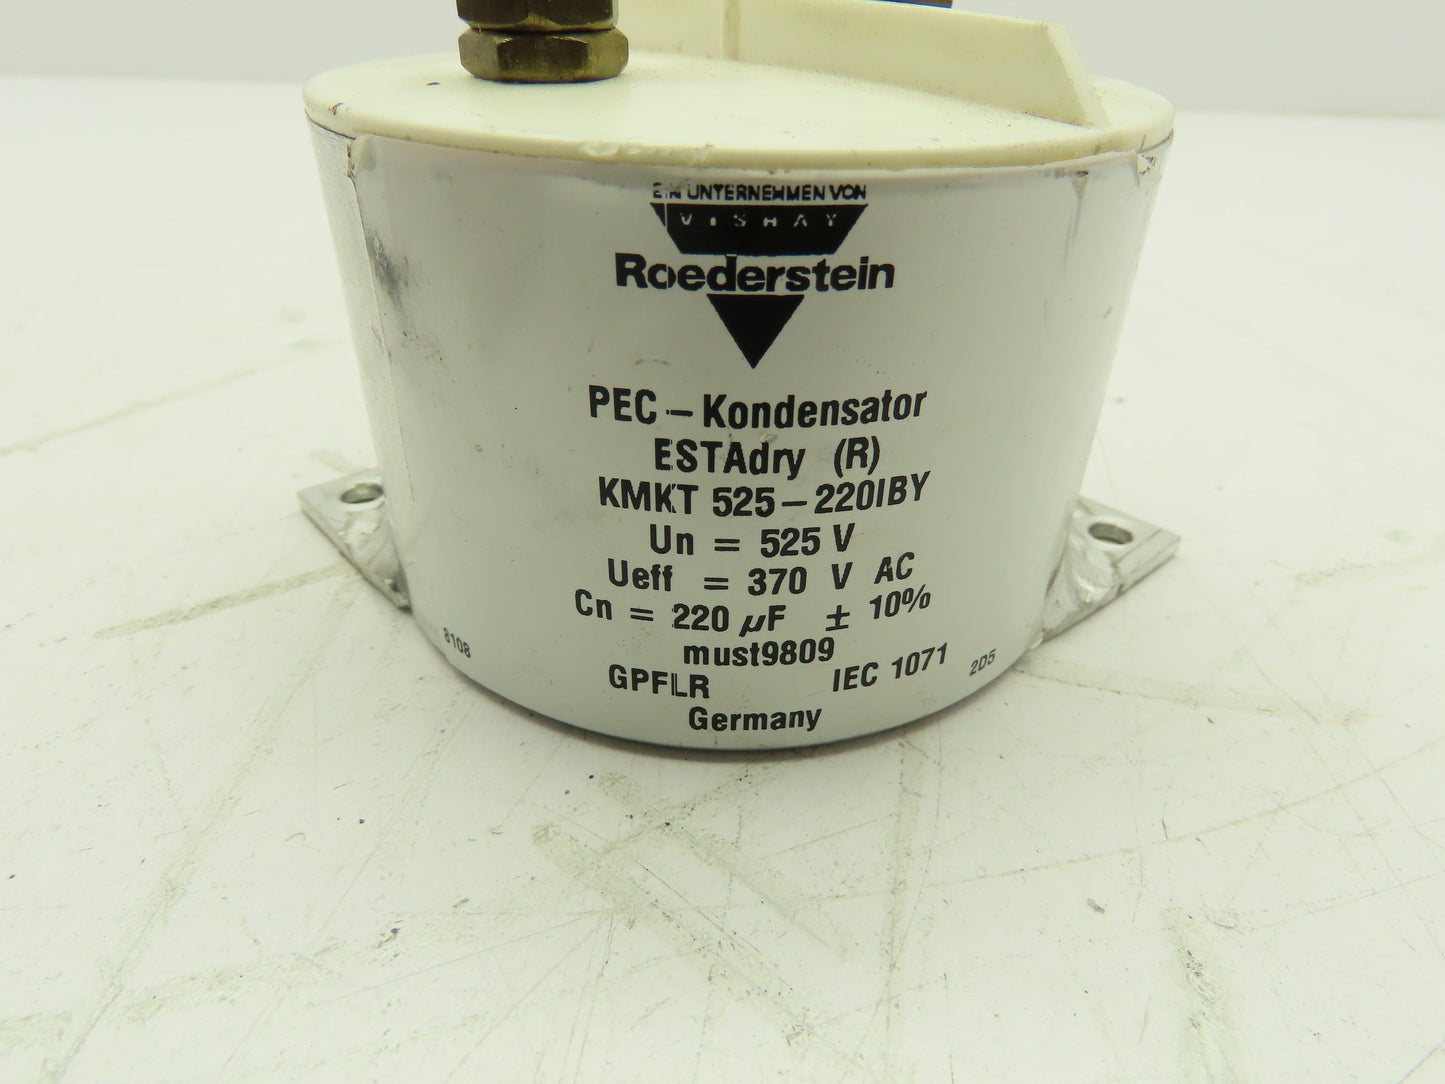 EIN UNTERNEHMEN VON
VISHAY
Roederstein
PEC – Kondensator
ESTAdry (R)
KMKT 525 – 220IBY
Un = 525 V
Ueff = 370 V AC
Cn = 220 µF ± 10%
must9809
GPFLR IEC 1071
8108 2D5
Germany